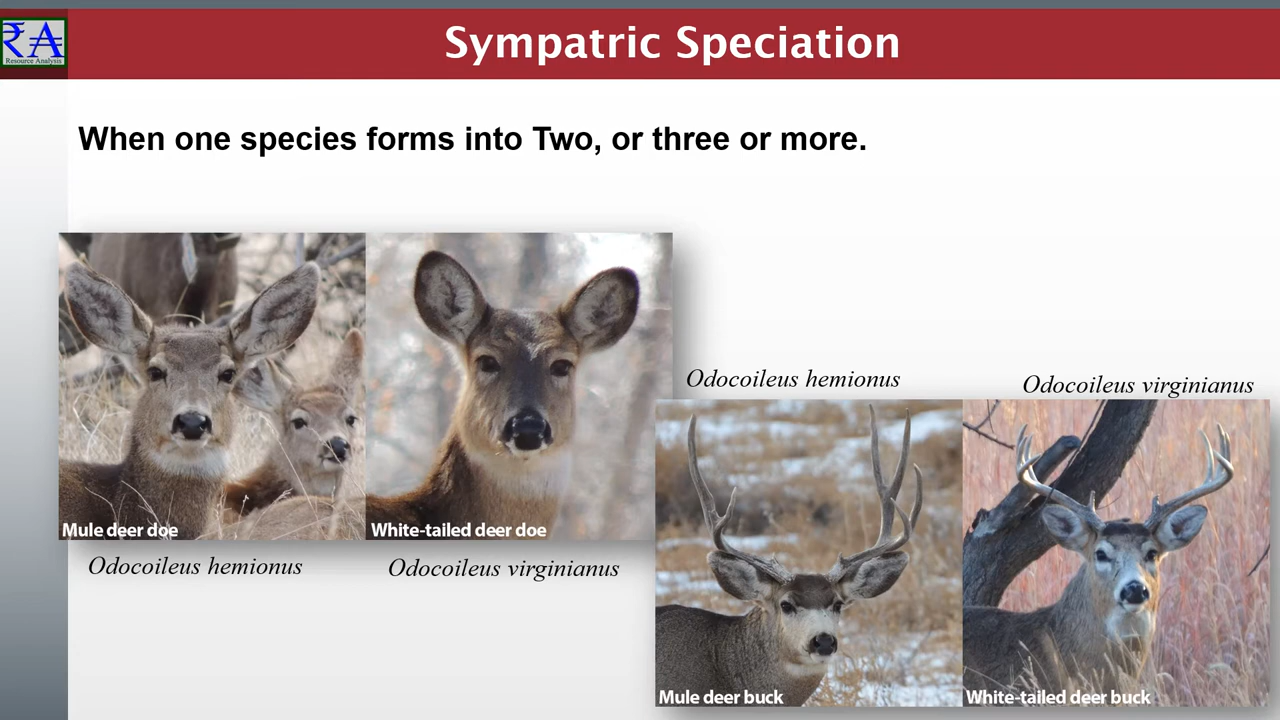 ₹A
Resource Analysis
Sympatric Speciation
When one species forms into Two, or three or more.
Mule deer doe
White-tailed deer doe
Odocoileus hemionus
Odocoileus virginianus
Odocoileus hemionus
Odocoileus virginianus
Mule deer buck
White-tailed deer buck